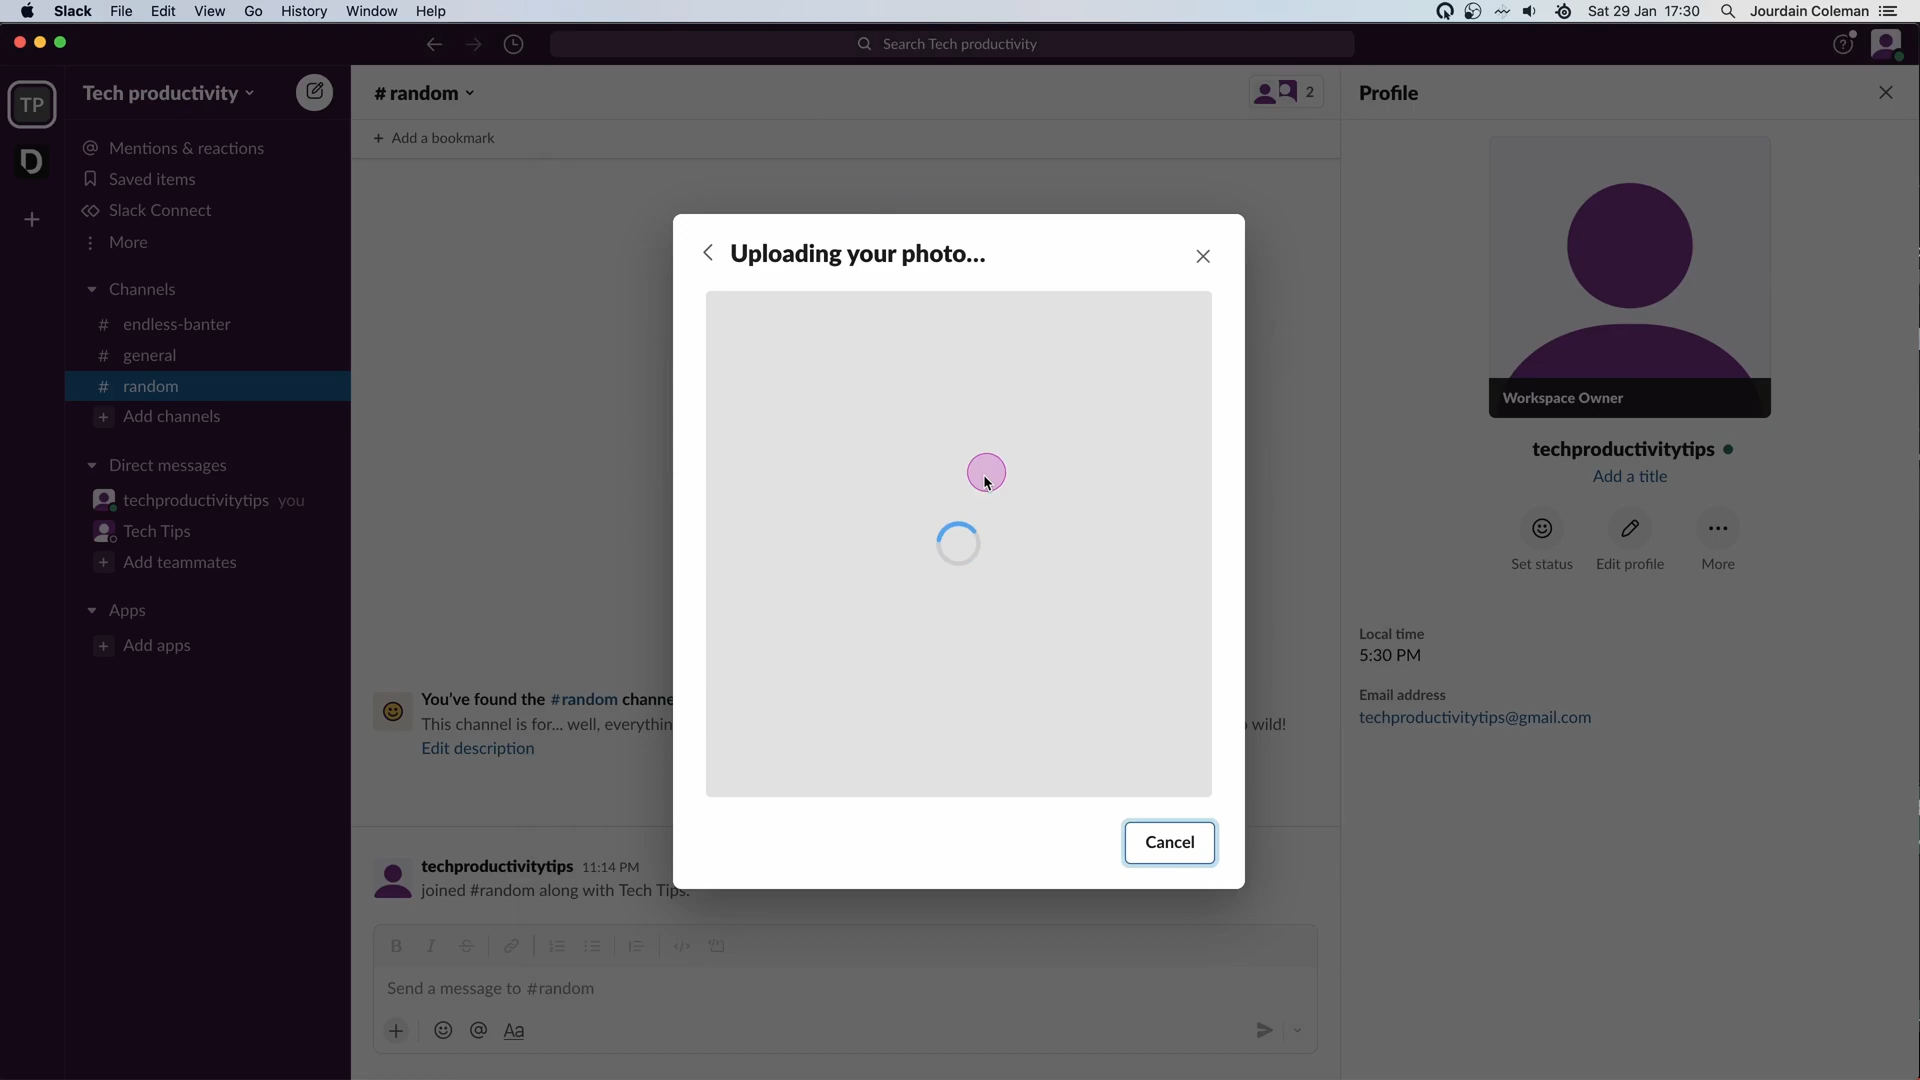 Slack File Edit View Go History Window Help
Sat 29 Jan 17:30 Jourdain Coleman
Search Tech productivity
TP
D
Tech productivity
Mentions & reactions
Saved items
Slack Connect
More
Channels
# endless-banter
# general
# random
+ Add channels
Direct messages
techproductivitytips you
Tech Tips
+ Add teammates
Apps
+ Add apps
# random
2
+ Add a bookmark
Uploading your photo...
Cancel
You've found the #random channe
This channel is for... well, everythin
wild!
Edit description
techproductivitytips 11:14 PM
joined #random along with Tech Tips.
B I S
Send a message to #random
+ @ Aa
Profile
Workspace Owner
techproductivitytips
Add a title
Set status Edit profile More
Local time
5:30 PM
Email address
techproductivitytips@gmail.com